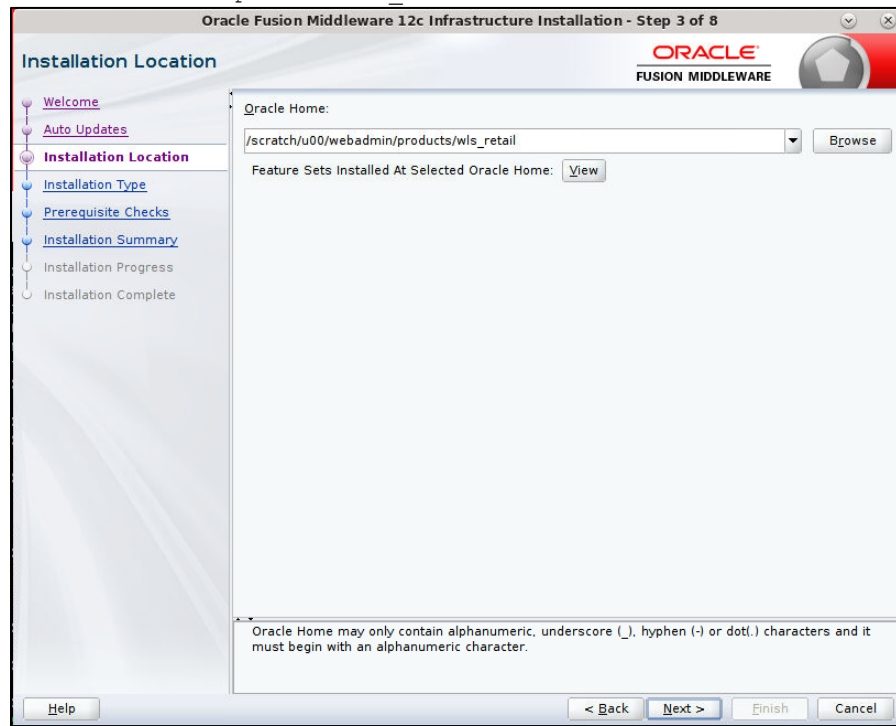 Oracle Fusion Middleware 12c Infrastructure Installation - Step 3 of 8
Installation Location
ORACLE
FUSION MIDDLEWARE
Welcome
Auto Updates
Installation Location
Installation Type
Prerequisite Checks
Installation Summary
Installation Progress
Installation Complete
Oracle Home:
/scratch/u00/webadmin/products/wls_retail
Browse
Feature Sets Installed At Selected Oracle Home: View
Oracle Home may only contain alphanumeric, underscore (_), hyphen (-) or dot(.) characters and it
must begin with an alphanumeric character.
Help
< Back
Next >
Finish
Cancel